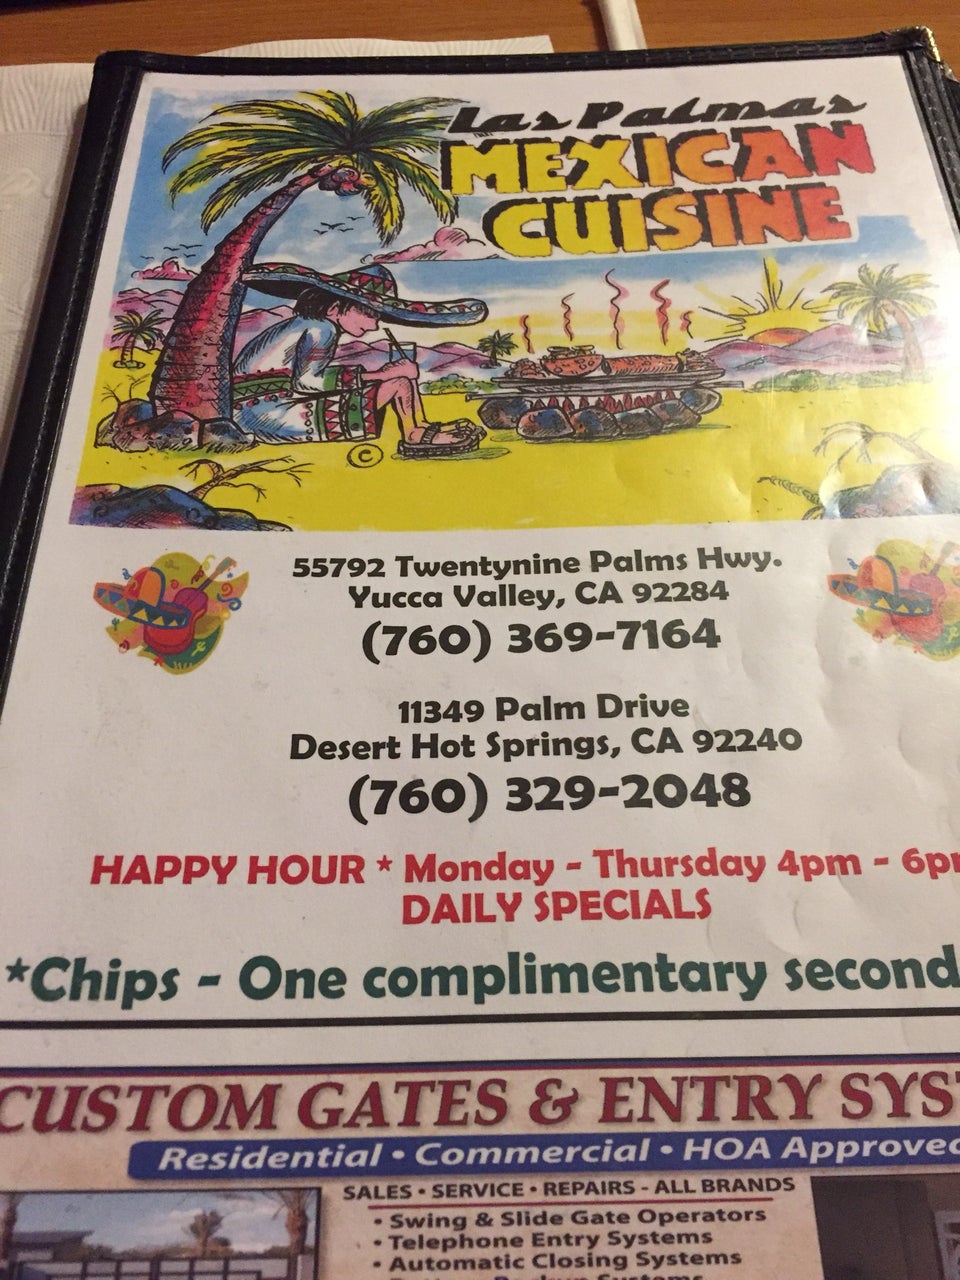 Las Palmas
MEXICAN
CUISINE
©
55792 Twentynine Palms Hwy.
Yucca Valley, CA 92284
(760) 369-7164
11349 Palm Drive
Desert Hot Springs, CA 92240
(760) 329-2048
HAPPY HOUR * Monday - Thursday 4pm - 6p
DAILY SPECIALS
*Chips - One complimentary second
CUSTOM GATES & ENTRY SYS
Residential • Commercial • HOA Approved
SALES • SERVICE • REPAIRS - ALL BRANDS
• Swing & Slide Gate Operators
• Telephone Entry Systems
• Automatic Closing Systems